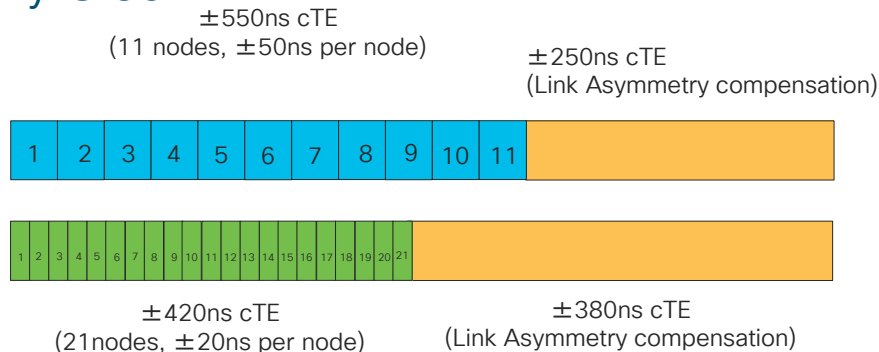 ±550ns cTE
(11 nodes, ±50ns per node)
±250ns cTE
(Link Asymmetry compensation)
1 2 3 4 5 6 7 8 9 10 11
1 2 3 4 5 6 7 8 9 10 11 12 13 14 15 16 17 18 19 20 21
±420ns cTE
(21nodes, ±20ns per node)
±380ns cTE
(Link Asymmetry compensation)